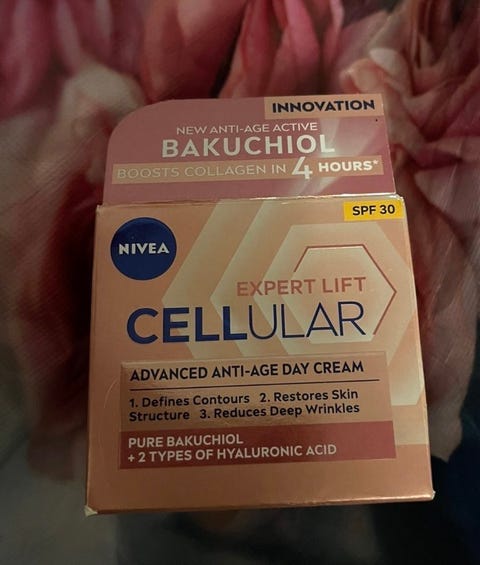 INNOVATION
NEW ANTI-AGE ACTIVE
BAKUCHIOL
BOOSTS COLLAGEN IN 4 HOURS*
SPF 30
NIVEA
EXPERT LIFT
CELLULAR
ADVANCED ANTI-AGE DAY CREAM
1. Defines Contours 2. Restores Skin
Structure 3. Reduces Deep Wrinkles
PURE BAKUCHIOL
+ 2 TYPES OF HYALURONIC ACID